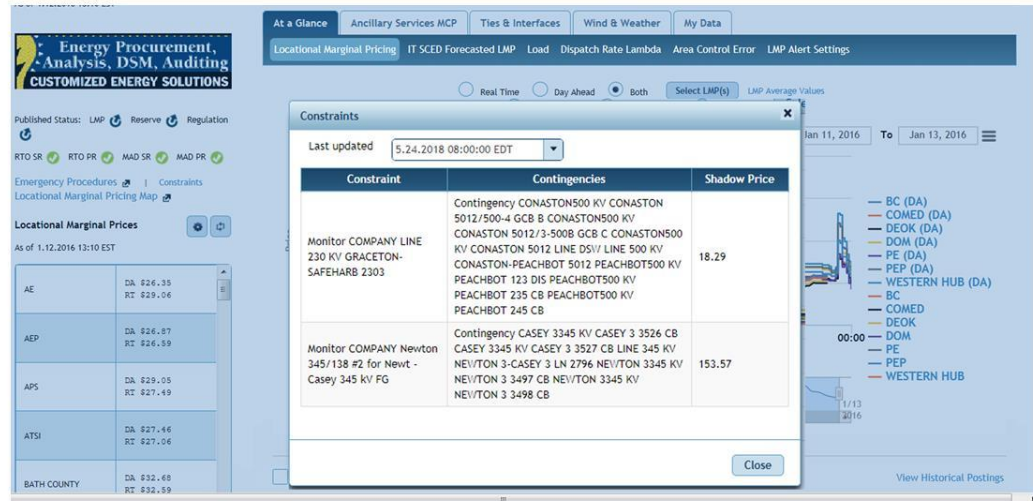 At a Glance
Ancillary Services MCP
Ties & Interfaces
Wind & Weather
My Data
Locational Marginal Pricing
IT SCED Forecasted LMP
Load
Dispatch Rate Lambda
Area Control Error
LMP Alert Settings
Energy Procurement,
Analysis, DSM, Auditing
CUSTOMIZED ENERGY SOLUTIONS
Published Status: LMP Reserve Regulation
RTO SR RTO PR MAD SR MAD PR
Emergency Procedures | Constraints
Locational Marginal Pricing Map
Locational Marginal Prices
As of 1.12.2016 13:10 EST
AE
DA $26.35
RT $29.06
AEP
DA $26.87
RT $26.59
APS
DA $29.05
RT $27.49
ATSI
DA $27.46
RT $27.06
BATH COUNTY
DA $32.68
RT $32.59
Real Time
Day Ahead
Both
Select LMP(s)
LMP Average Values
Jan 11, 2016 To Jan 13, 2016
Constraints
x
Last updated
5.24.2018 08:00:00 EDT
Constraint
Contingencies
Shadow Price
Monitor COMPANY LINE
230 KV GRACETON-
SAFEHARB 2303
Contingency CONASTON500 KV CONASTON
5012/500-4 GCB B CONASTON500 KV
CONASTON 5012/3-500B GCB C CONASTON500
KV CONASTON 5012 LINE DSW LINE 500 KV
CONASTON-PEACHBOT 5012 PEACHBOT500 KV
PEACHBOT 123 DIS PEACHBOT500 KV
PEACHBOT 235 CB PEACHBOT500 KV
PEACHBOT 245 CB
18.29
Monitor COMPANY Newton
345/138 #2 for Newt -
Casey 345 kV FG
Contingency CASEY 3345 KV CASEY 3 3526 CB
CASEY 3345 KV CASEY 3 3527 CB LINE 345 KV
NEWTON 3-CASEY 3 LN 2796 NEWTON 3345 KV
NEWTON 3 3497 CB NEWTON 3345 KV
NEWTON 3 3498 CB
153.57
Close
BC (DA)
COMED (DA)
DEOK (DA)
DOM (DA)
PE (DA)
PEP (DA)
WESTERN HUB (DA)
BC
COMED
DEOK
DOM
PE
PEP
WESTERN HUB
00:00
1/13
2016
View Historical Postings